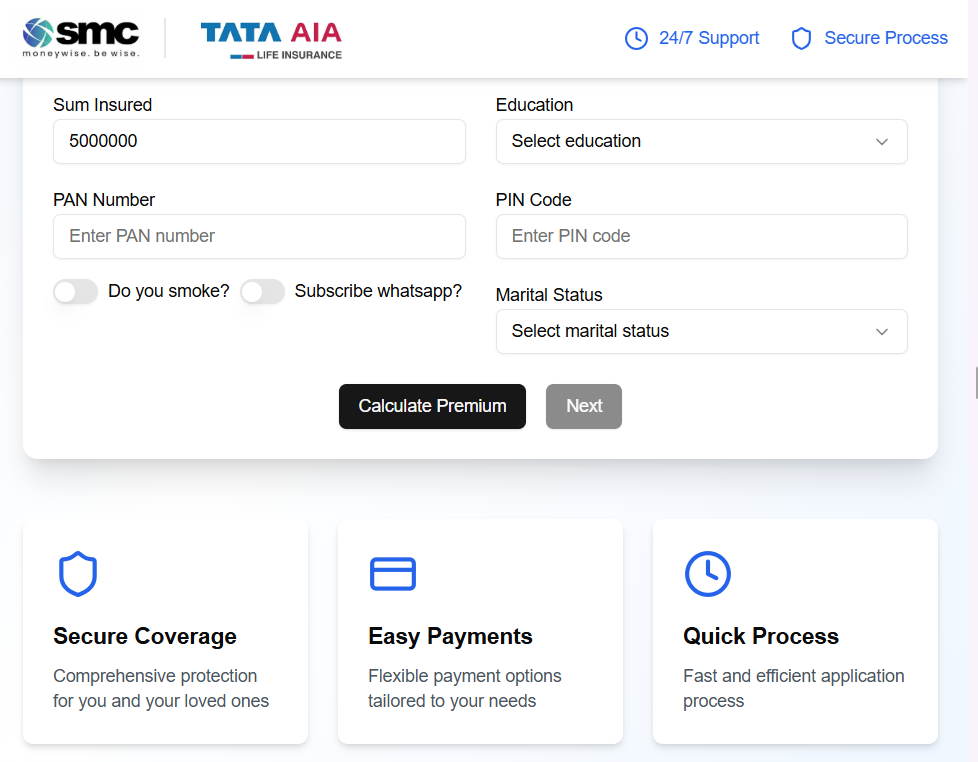 smc
moneywise. be wise.
TATA AIA
LIFE INSURANCE
24/7 Support
Secure Process
Sum Insured
5000000
Education
Select education
PAN Number
Enter PAN number
PIN Code
Enter PIN code
Do you smoke?
Subscribe whatsapp?
Marital Status
Select marital status
Calculate Premium
Next
Secure Coverage
Comprehensive protection
for you and your loved ones
Easy Payments
Flexible payment options
tailored to your needs
Quick Process
Fast and efficient application
process